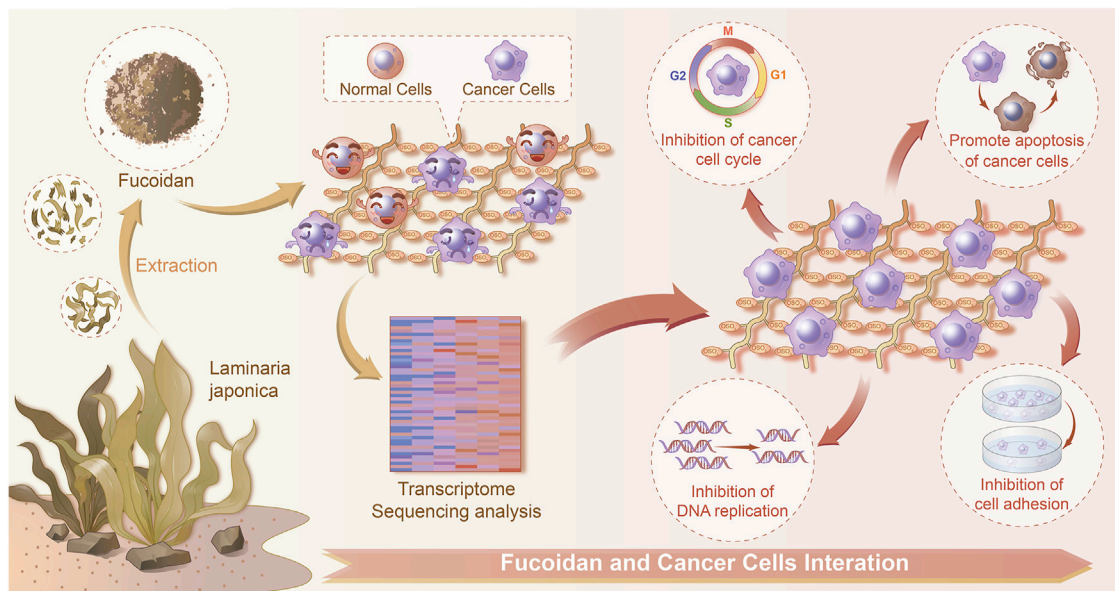 Fucoidan
Extraction
Laminaria
japonica
Normal Cells
Cancer Cells
Transcriptome
Sequencing analysis
M
G1
S
G2
Inhibition of cancer
cell cycle
Promote apoptosis
of cancer cells
Inhibition of
DNA replication
Inhibition of
cell adhesion
Fucoidan and Cancer Cells Interation